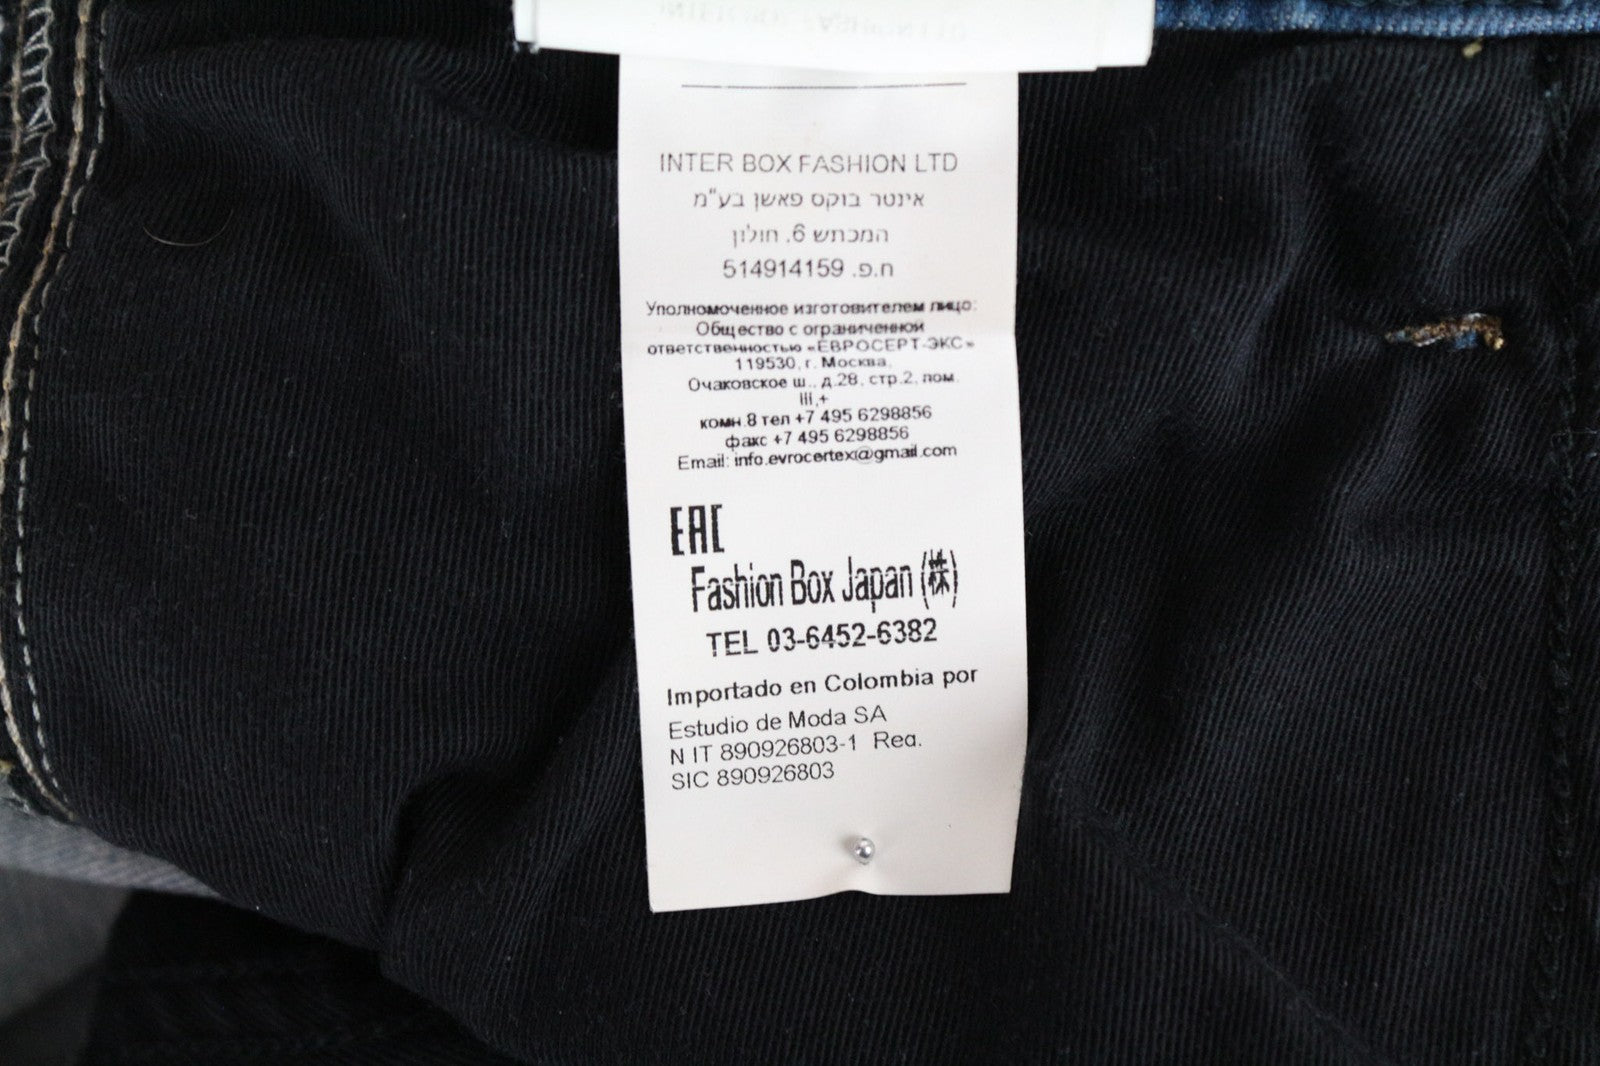 INTER BOX FASHION LTD
אינטר בוקס פאשן בע"מ
המכתש 6. חולון
ח.פ. 514914159
Уполномоченное изготовителем лицо:
Общество с ограниченной
ответственностью «ЕВРОСЕРТ-ЭКС»
119530, г. Москва,
Очаковское ш., д.28, стр.2, пом.
III,+
комн.8 тел +7 495 6298856
факс +7 495 6298856
Email: info.evrocertex@gmail.com
EAC
Fashion Box Japan (株)
TEL 03-6452-6382
Importado en Colombia por
Estudio de Moda SA
N IT 890926803-1 Reg.
SIC 890926803